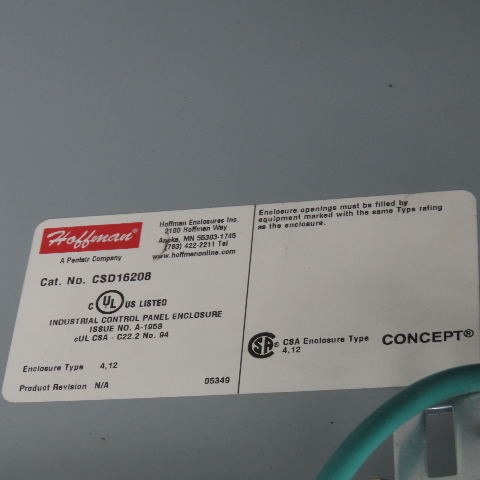 Hoffman®
A Pentair Company
Hoffman Enclosures Inc.
2100 Hoffman Way
Anoka, MN 55303-1745
(763) 422-2211 Tel
www.hoffmanonline.com
Cat. No. CSD16208
C UL US LISTED
INDUSTRIAL CONTROL PANEL ENCLOSURE
ISSUE NO. A-1958
cUL CSA - C22.2 No. 94
Enclosure Type 4,12
Product Revision N/A
05349
Enclosure openings must be filled by
equipment marked with the same Type rating
as the enclosure.
SA® CSA Enclosure Type
4,12
CONCEPT®